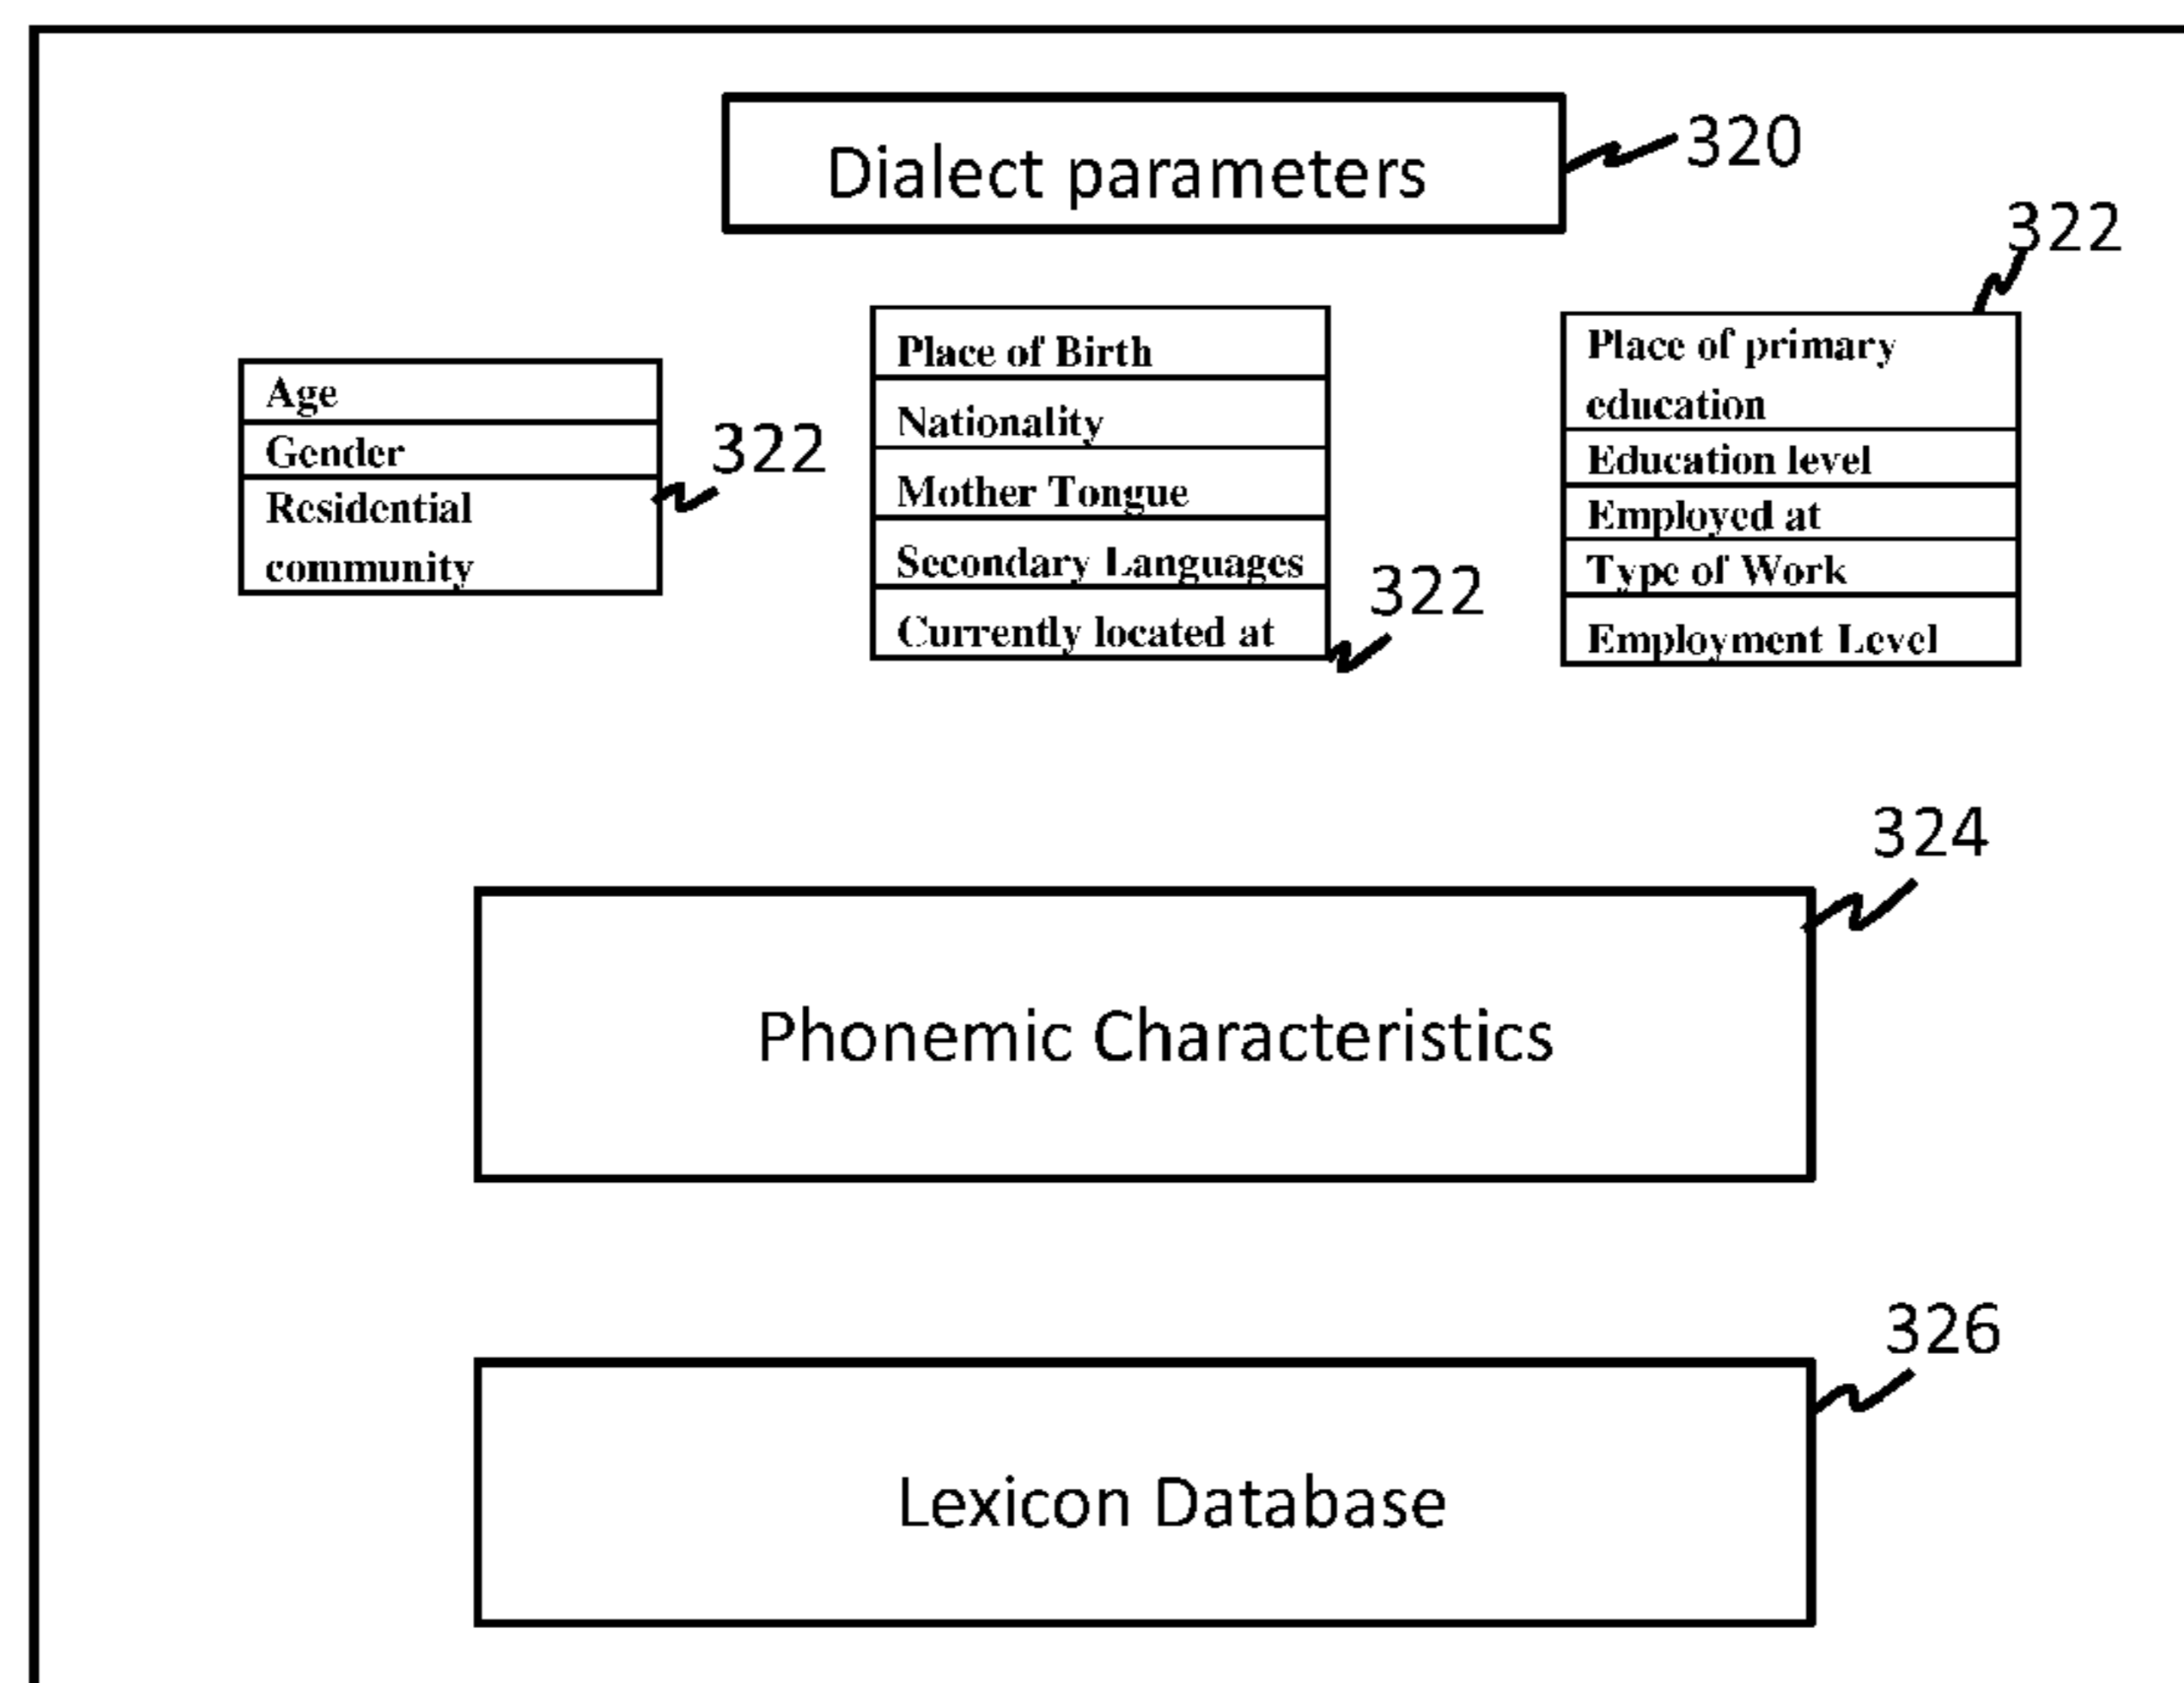 Dialect parameters
320
322
Age
Gender
Residential
community
322
Place of Birth
Nationality
Mother Tongue
Secondary Languages
Currently located at
322
Place of primary
education
Education level
Employed at
Type of Work
Employment Level
324
Phonemic Characteristics
326
Lexicon Database